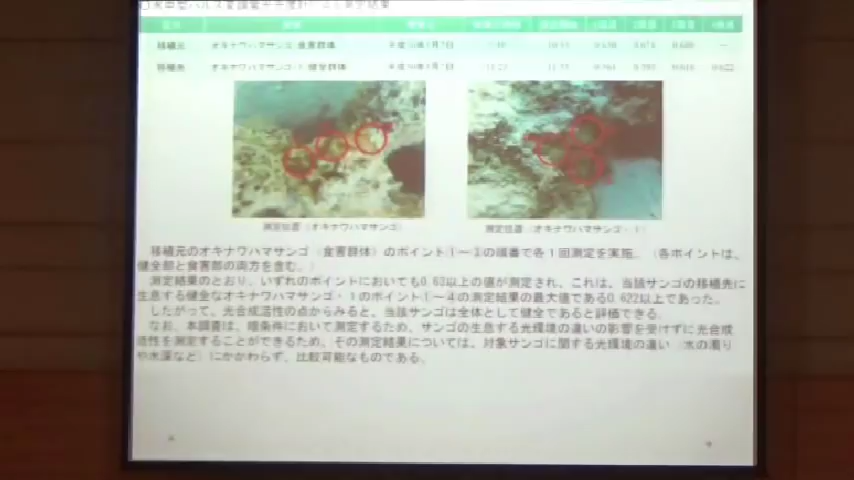 移植元 オキナワハマサンゴ 食害群体
移植先 オキナワハマサンゴ・1 健全群体
測定位置（オキナワハマサンゴ）
測定位置（オキナワハマサンゴ・1）
移植元のオキナワハマサンゴ（食害群体）のポイント①～③の順番で各1回測定を実施。（各ポイントは、
健全部と食害部の両方を含む。）
測定結果のとおり、いずれのポイントにおいても0.63以上の値が測定され、これは、当該サンゴの移植先に
生息する健全なオキナワハマサンゴ・1のポイント①～④の測定結果の最大値である0.622以上であった。
したがって、光合成活性の点からみると、当該サンゴは全体として健全であると評価できる。
なお、本調査は、暗条件において測定するため、サンゴの生息する光環境の違いの影響を受けずに光合成
活性を測定することができるため、その測定結果については、対象サンゴに関する光環境の違い（水の濁り
や水深など）にかかわらず、比較可能なものである。